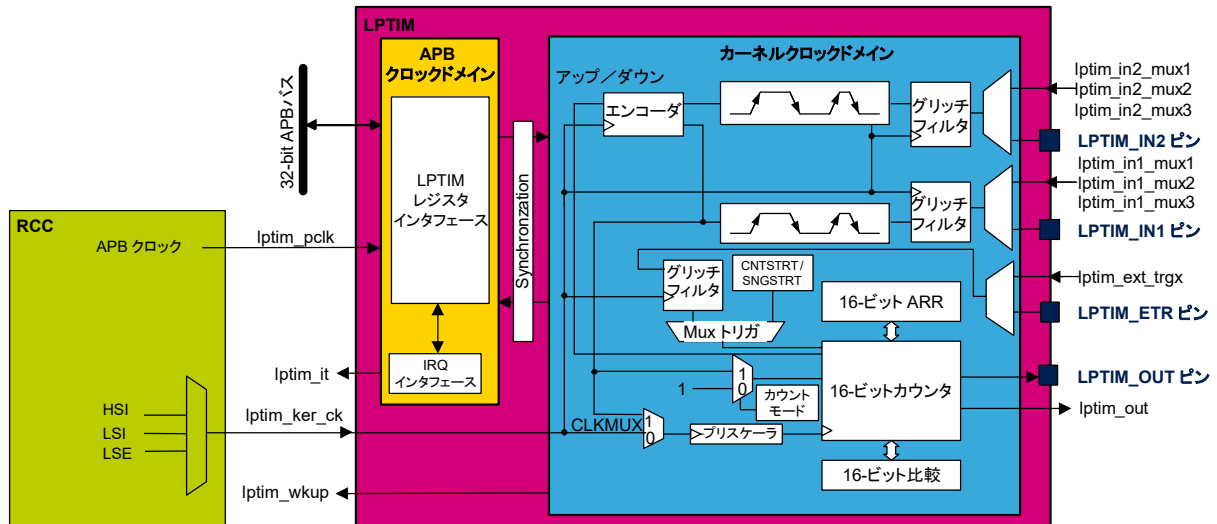 LPTIM
APB
クロックドメイン
カーネルクロックドメイン
アップ／ダウン
エンコーダ
グリッチ
フィルタ
lptim_in2_mux1
lptim_in2_mux2
lptim_in2_mux3
LPTIM_IN2 ピン
32-bit APBバス
LPTIM
レジスタ
インタフェース
Synchronization
グリッチ
フィルタ
lptim_in1_mux1
lptim_in1_mux2
lptim_in1_mux3
LPTIM_IN1 ピン
RCC
APB クロック
lptim_pclk
グリッチ
フィルタ
CNTSTRT/
SNGSTRT
Mux トリガ
16-ビット ARR
lptim_ext_trgx
LPTIM_ETR ピン
lptim_it
IRQ
インタフェース
1
1
0
カウント
モード
16-ビットカウンタ
LPTIM_OUT ピン
lptim_out
HSI
LSI
LSE
lptim_ker_ck
CLKMUX
1
0
プリスケーラ
16-ビット比較
lptim_wkup